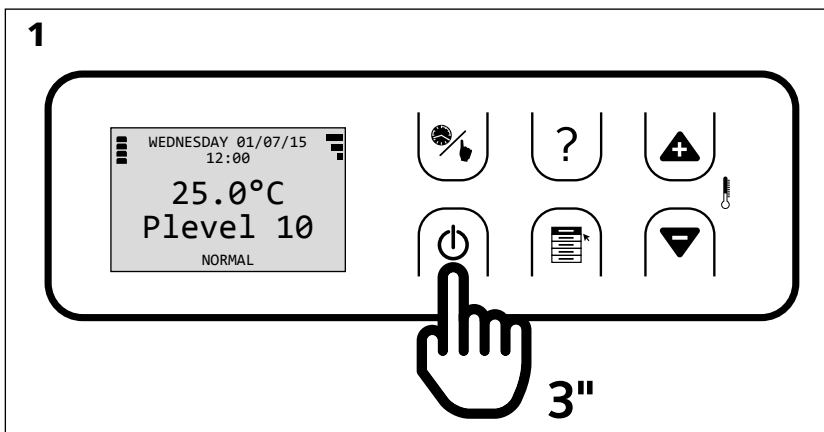 1
WEDNESDAY 01/07/15
12:00
25.0°C
Plevel 10
NORMAL
?
+
-
3"